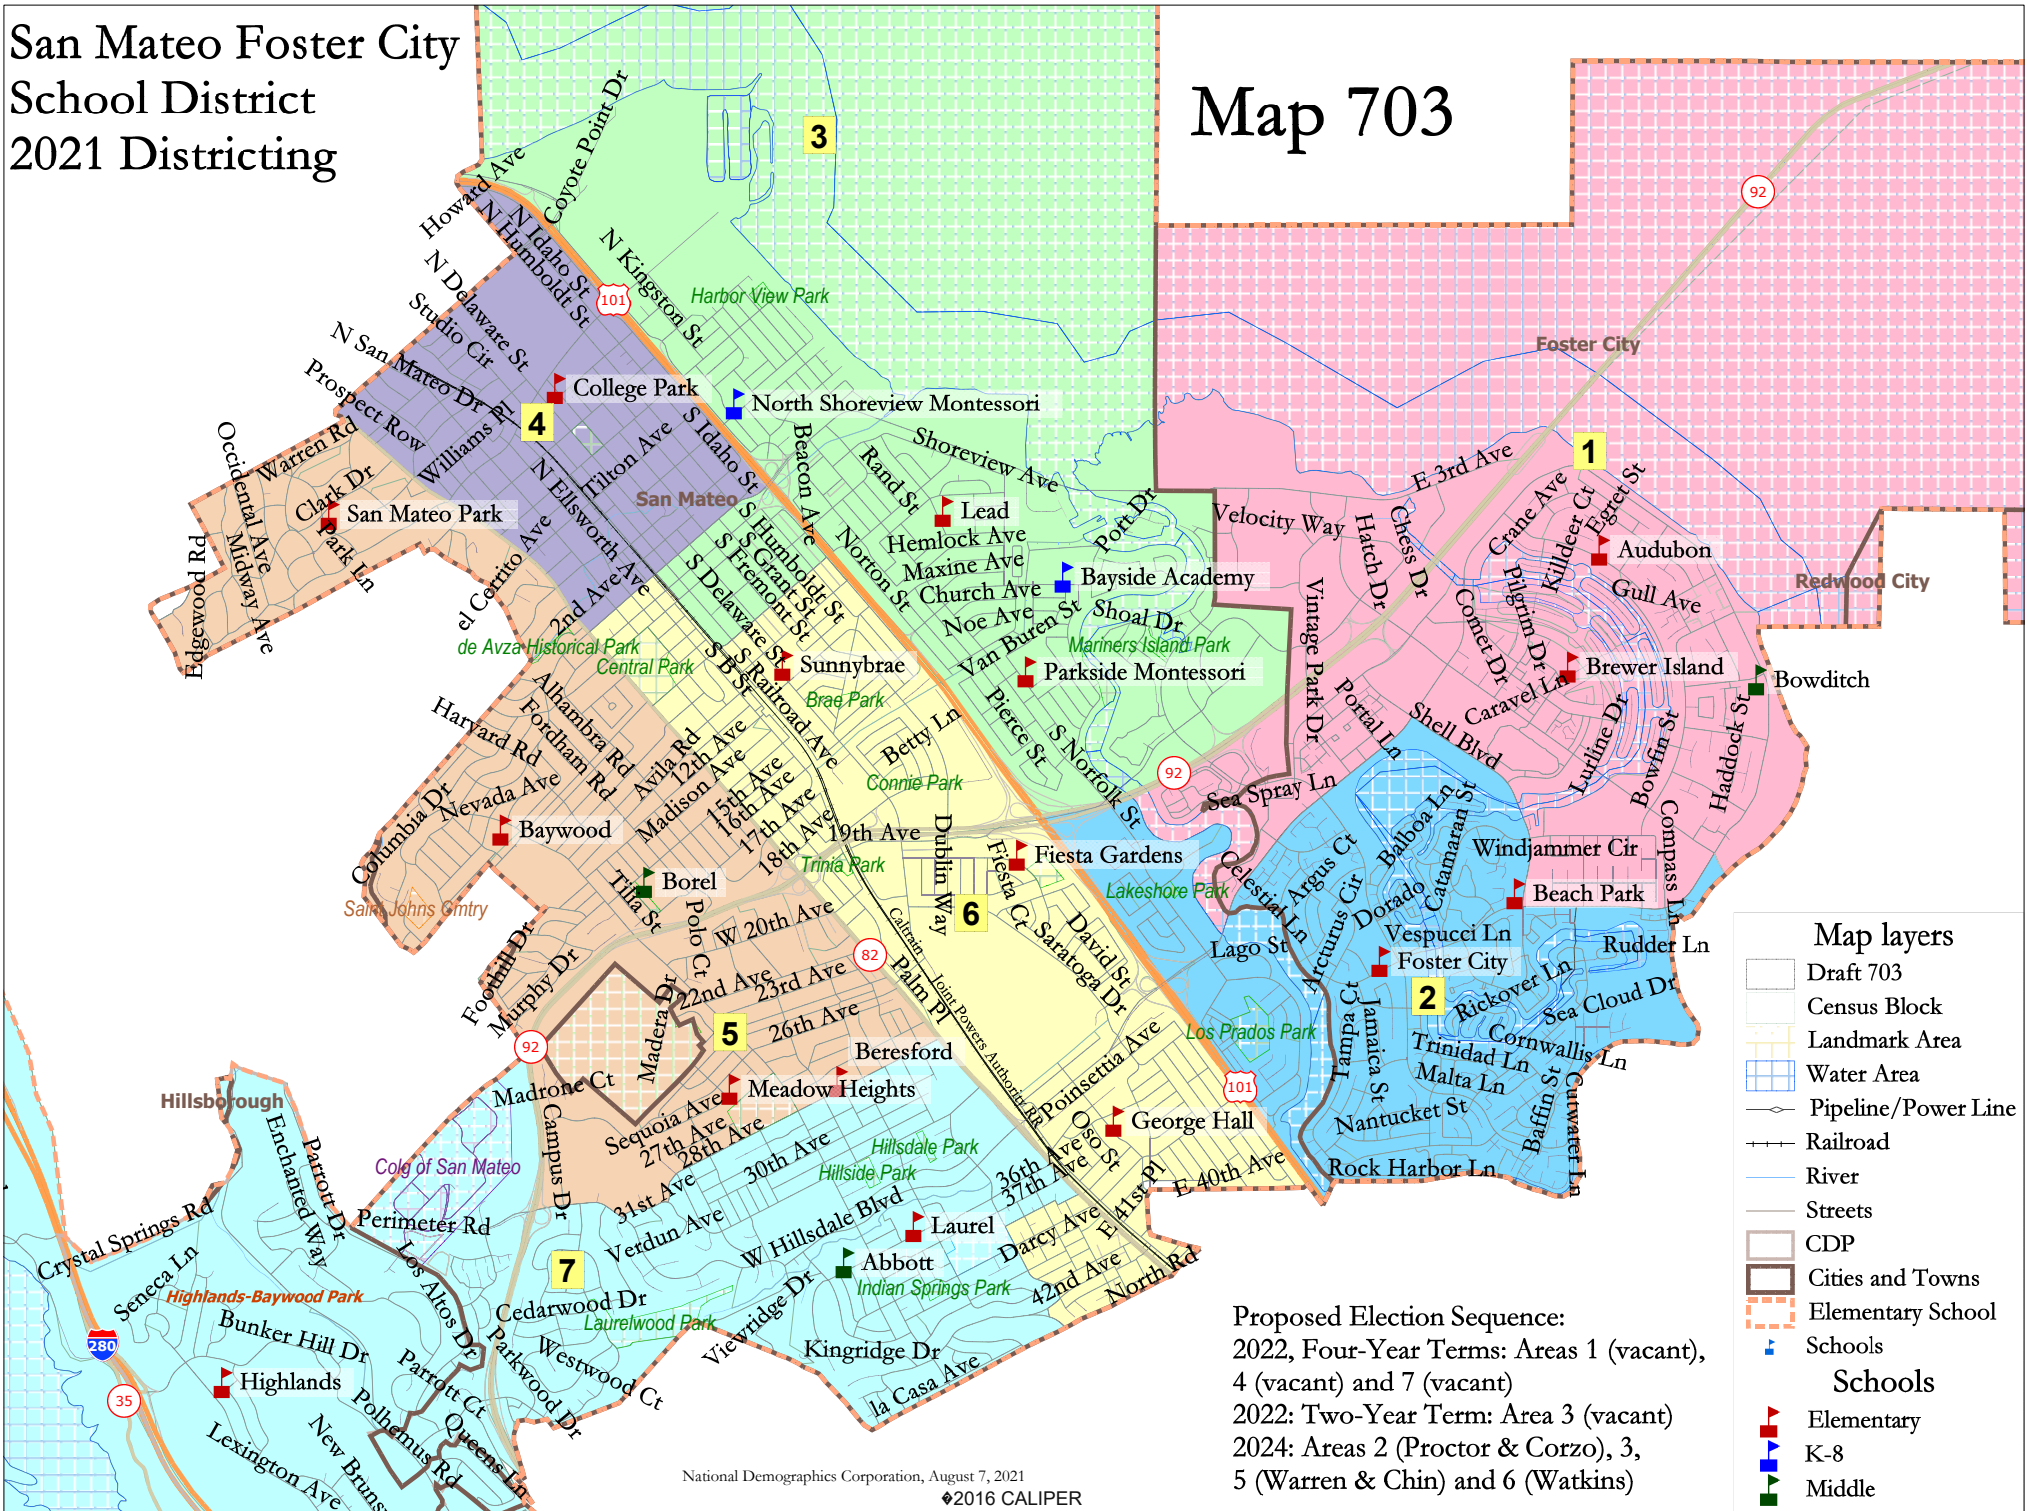 San Mateo Foster City
School District
2021 Districting
Map 703
3
92
Howard Ave
Coyote Point Dr
N Idaho St
N Humboldt St
N Kingston St
101
Harbor View Park
N Delaware St
Studio Cir
N San Mateo Dr
Prospect Row
Foster City
College Park
North Shoreview Montessori
4
Williams Pl
Tilton Ave
S Idaho St
Beacon Ave
Rand St
Shoreview Ave
E 3rd Ave
1
Occidental Ave
Warren Rd
Clark Dr
San Mateo Park
Park Ln
N Ellsworth Ave
San Mateo
Lead
Hemlock Ave
Maxine Ave
Church Ave
Noe Ave
Port Dr
Velocity Way
Hatch Dr
Chess Dr
Crane Ave
Killdeer Ct
Egret St
Audubon
Gull Ave
Redwood City
Edgewood Rd
Midway Ave
el Cerrito Ave
2nd Ave
S Humboldt St
S Grant St
S Fremont St
S Delaware St
Norton St
Bayside Academy
Shoal Dr
Van Buren St
Mariners Island Park
Parkside Montessori
Vintage Park Dr
Comet Dr
Pilgrim Dr
Brewer Island
Bowditch
de Avza Historical Park
Central Park
S B St
S Railroad Ave
Sunnybrae
Brae Park
Pierce St
S Norfolk St
Portal Ln
Caravel Ln
Shell Blvd
Lurline Dr
Bowfin St
Haddock St
Harvard Rd
Alhambra Rd
Fordham Rd
Avila Rd
12th Ave
Madison Ave
15th Ave
16th Ave
17th Ave
18th Ave
19th Ave
Betty Ln
Connie Park
92
Sea Spray Ln
Columbia Dr
Nevada Ave
Baywood
Borel
Tilia St
Polo Ct
Trinia Park
Dublin Way
Fiesta Ct
Fiesta Gardens
Lakeshore Park
Celestial Ln
Argus Ct
Balboa Ln
Catamaran St
Windjammer Cir
Compass Ln
Beach Park
Saint Johns Cmtry
6
W 20th Ave
82
Caltrain
Joint Powers Authority RR
Palm Pl
David St
Saratoga Dr
Lago St
Arcturus Cir
Dorado
Vespucci Ln
Foster City
Rudder Ln
Rickover Ln
Sea Cloud Dr
2
Foothill Dr
Murphy Dr
92
Madera Dr
22nd Ave
23rd Ave
26th Ave
5
Beresford
Meadow Heights
Los Prados Park
Tampa Ct
Jamaica St
Trinidad Ln
Cornwallis Ln
Malta Ln
Nantucket St
Baffin St
Cutwater Ln
Rock Harbor Ln
Hillsborough
Madrone Ct
Campus Dr
Sequoia Ave
27th Ave
28th Ave
30th Ave
31st Ave
Hillsdale Park
Hillside Park
Poinsettia Ave
101
George Hall
Oso St
36th Ave
37th Ave
E 40th Ave
E 41st Pl
Colg of San Mateo
Enchanted Way
Parrott Dr
Perimeter Rd
Crystal Springs Rd
Seneca Ln
Highlands-Baywood Park
Bunker Hill Dr
Los Altos Dr
7
Verdun Ave
W Hillsdale Blvd
Laurel
Abbott
Indian Springs Park
Darcy Ave
42nd Ave
North Rd
Cedarwood Dr
Laurelwood Park
Viewridge Dr
Kingridge Dr
la Casa Ave
280
35
Highlands
Parrott Ct
Parkwood Dr
Westwood Ct
Polhemus Rd
Queens Ln
Lexington Ave
New Bruns
Proposed Election Sequence:
2022, Four-Year Terms: Areas 1 (vacant),
4 (vacant) and 7 (vacant)
2022: Two-Year Term: Area 3 (vacant)
2024: Areas 2 (Proctor & Corzo), 3,
5 (Warren & Chin) and 6 (Watkins)
National Demographics Corporation, August 7, 2021
�2016 CALIPER
Map layers
Draft 703
Census Block
Landmark Area
Water Area
Pipeline/Power Line
Railroad
River
Streets
CDP
Cities and Towns
Elementary School
Schools
Schools
Elementary
K-8
Middle